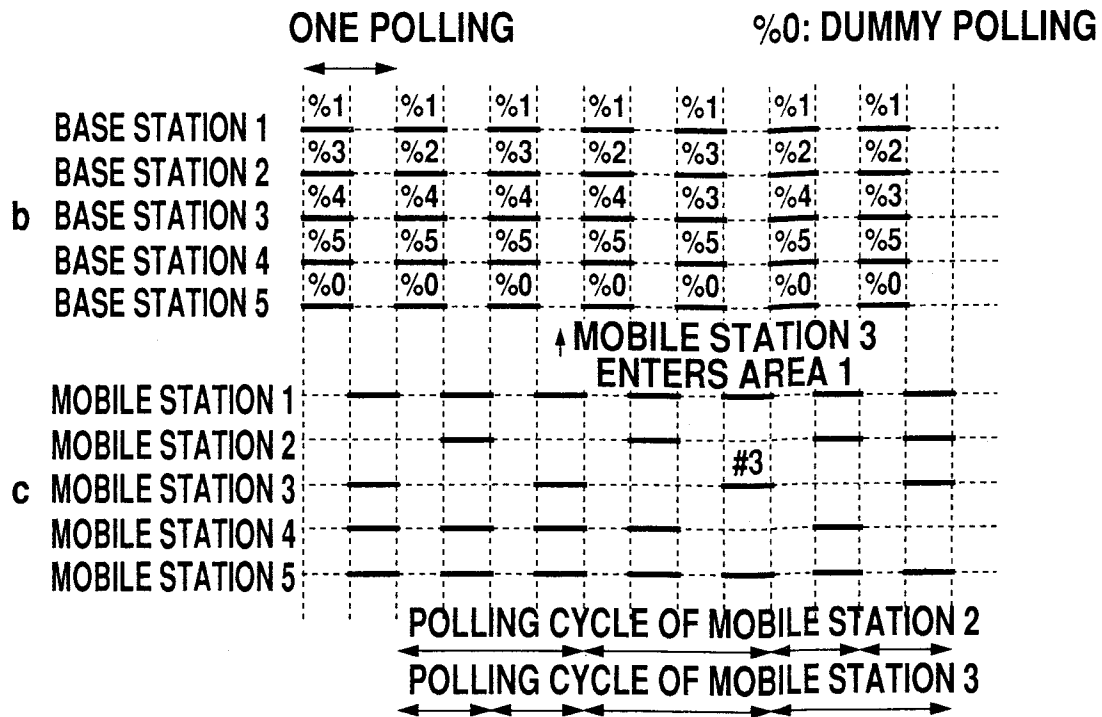 ONE POLLING %0: DUMMY POLLING
%1 %1 %1 %1 %1 %1 %1
BASE STATION 1
%3 %2 %3 %2 %3 %2 %2
BASE STATION 2
%4 %4 %4 %4 %3 %4 %3
b BASE STATION 3
%5 %5 %5 %5 %5 %5 %5
BASE STATION 4
%0 %0 %0 %0 %0 %0 %0
BASE STATION 5
MOBILE STATION 3
ENTERS AREA 1
MOBILE STATION 1
MOBILE STATION 2
#3
c MOBILE STATION 3
MOBILE STATION 4
MOBILE STATION 5
POLLING CYCLE OF MOBILE STATION 2
POLLING CYCLE OF MOBILE STATION 3